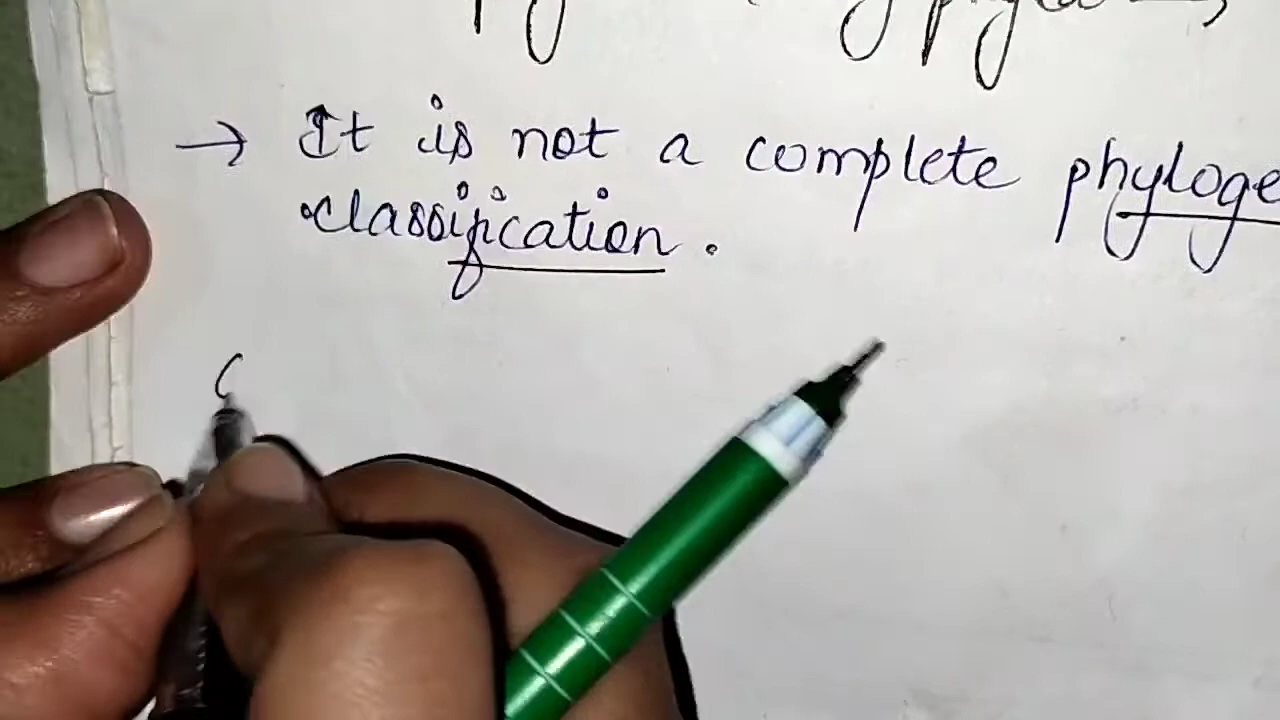 → It is not a complete phyloge
classification.